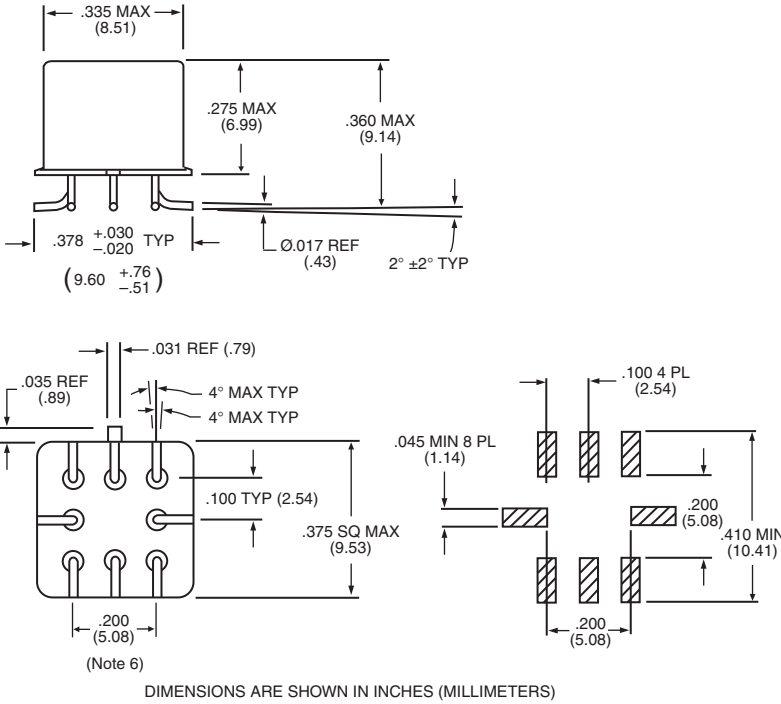 .335 MAX
(8.51)
.275 MAX
(6.99)
.360 MAX
(9.14)
.378 +.030 –.020 TYP
(9.60 +.76 –.51)
Ø.017 REF
(.43)
2° ±2° TYP
.031 REF (.79)
.035 REF
(.89)
4° MAX TYP
4° MAX TYP
.100 TYP (2.54)
.375 SQ MAX
(9.53)
.200
(5.08)
(Note 6)
.100 4 PL
(2.54)
.045 MIN 8 PL
(1.14)
.200
(5.08)
.410 MIN
(10.41)
.200
(5.08)
DIMENSIONS ARE SHOWN IN INCHES (MILLIMETERS)